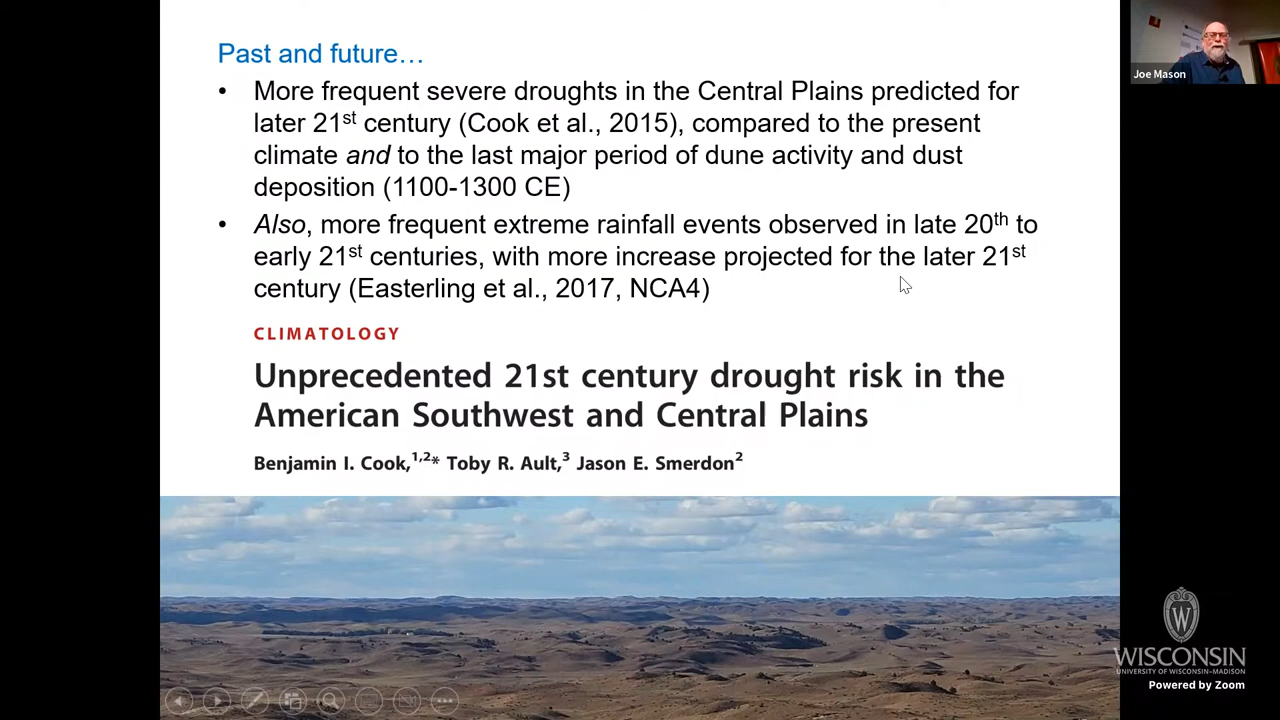 Past and future…
• More frequent severe droughts in the Central Plains predicted for
later 21st century (Cook et al., 2015), compared to the present
climate and to the last major period of dune activity and dust
deposition (1100-1300 CE)
• Also, more frequent extreme rainfall events observed in late 20th to
early 21st centuries, with more increase projected for the later 21st
century (Easterling et al., 2017, NCA4)
CLIMATOLOGY
Unprecedented 21st century drought risk in the
American Southwest and Central Plains
Benjamin I. Cook,1,2* Toby R. Ault,3 Jason E. Smerdon2
Joe Mason
W
WISCONSIN
UNIVERSITY OF WISCONSIN–MADISON
Powered by Zoom